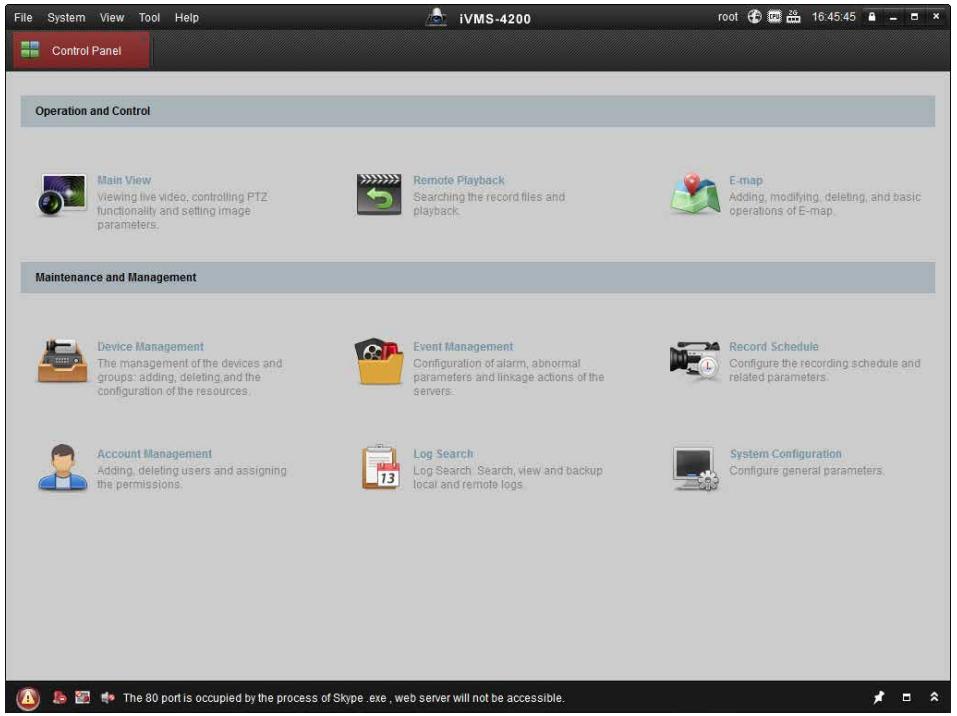 File System View Tool Help iVMS-4200 root 16:45:45
Control Panel
Operation and Control
Main View
Viewing live video, controlling PTZ
functionality and setting image
parameters.
Remote Playback
Searching the record files and
playback.
E-map
Adding, modifying, deleting, and basic
operations of E-map.
Maintenance and Management
Device Management
The management of the devices and
groups: adding, deleting,and the
configuration of the resources.
Event Management
Configuration of alarm, abnormal
parameters and linkage actions of the
servers.
Record Schedule
Configure the recording schedule and
related parameters.
Account Management
Adding, deleting users and assigning
the permissions.
Log Search
Log Search: Search, view and backup
local and remote logs.
13
System Configuration
Configure general parameters.
The 80 port is occupied by the process of Skype .exe , web server will not be accessible.